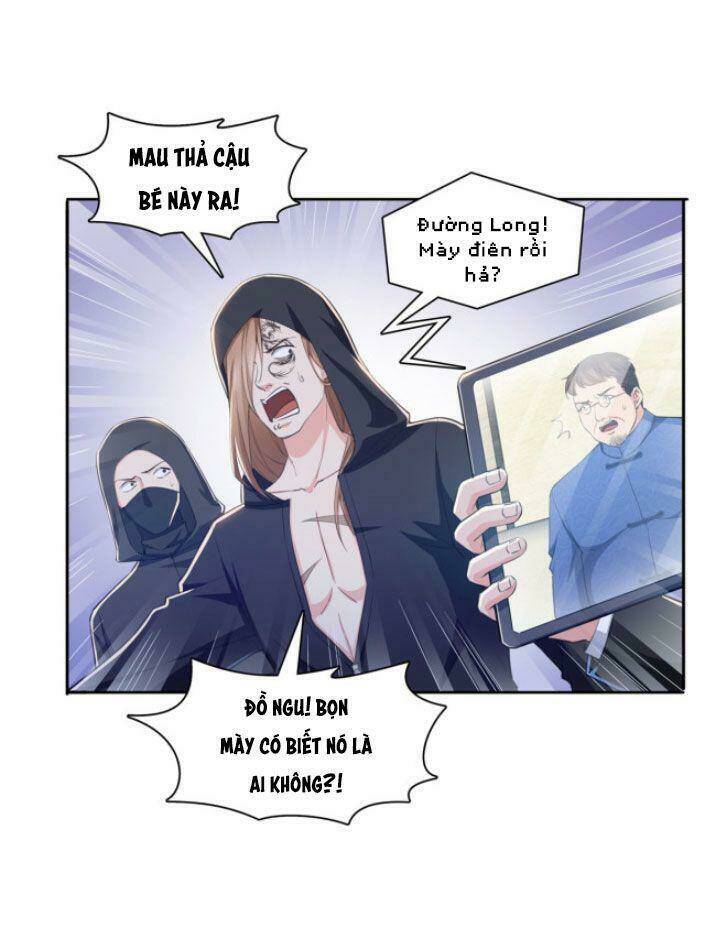 MAU THẢ CẬU
BÉ NÀY RA!
Đường Long!
Mày điên rồi
hả?
ĐỒ NGU! BỌN
MÀY CÓ BIẾT NÓ LÀ
AI KHÔNG?!